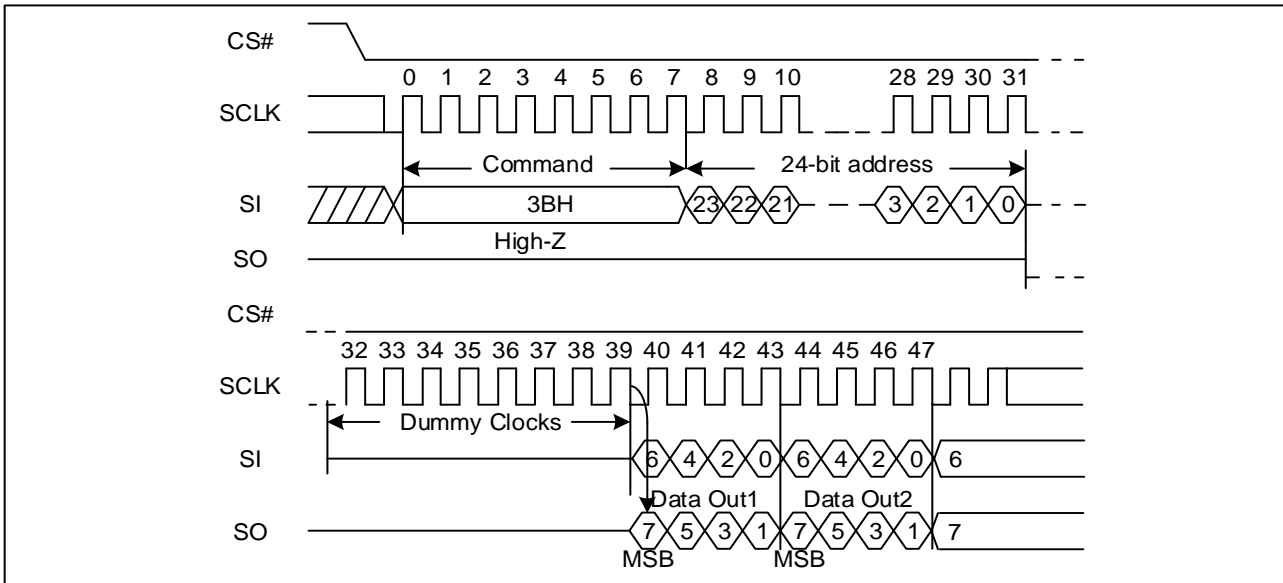 CS#
0 1 2 3 4 5 6 7 8 9 10 28 29 30 31
SCLK
Command 24-bit address
SI 3BH 23 22 21 3 2 1 0
High-Z
SO
CS#
32 33 34 35 36 37 38 39 40 41 42 43 44 45 46 47
SCLK
Dummy Clocks
SI 6 4 2 0 6 4 2 0 6
Data Out1 Data Out2
SO 7 5 3 1 7 5 3 1 7
MSB MSB